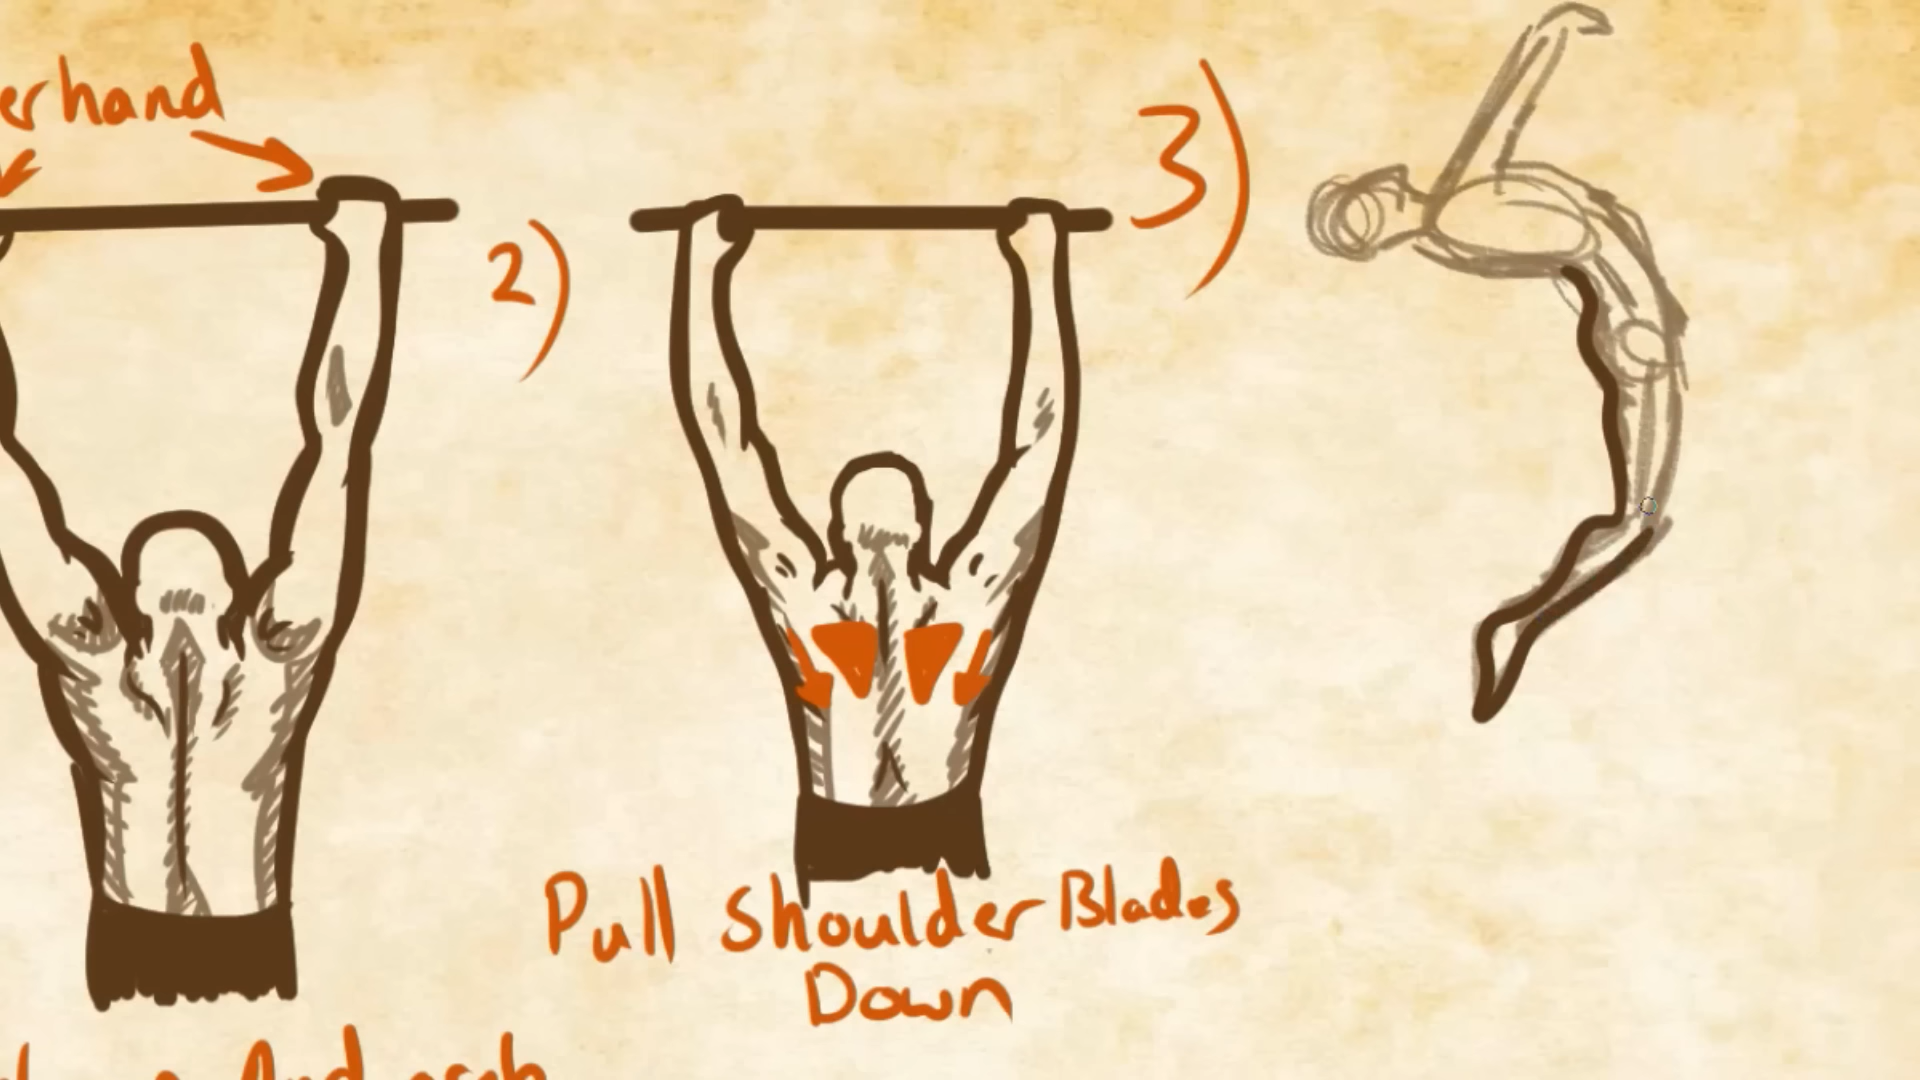 erhand
2)
3)
Pull Shoulder Blades
Down